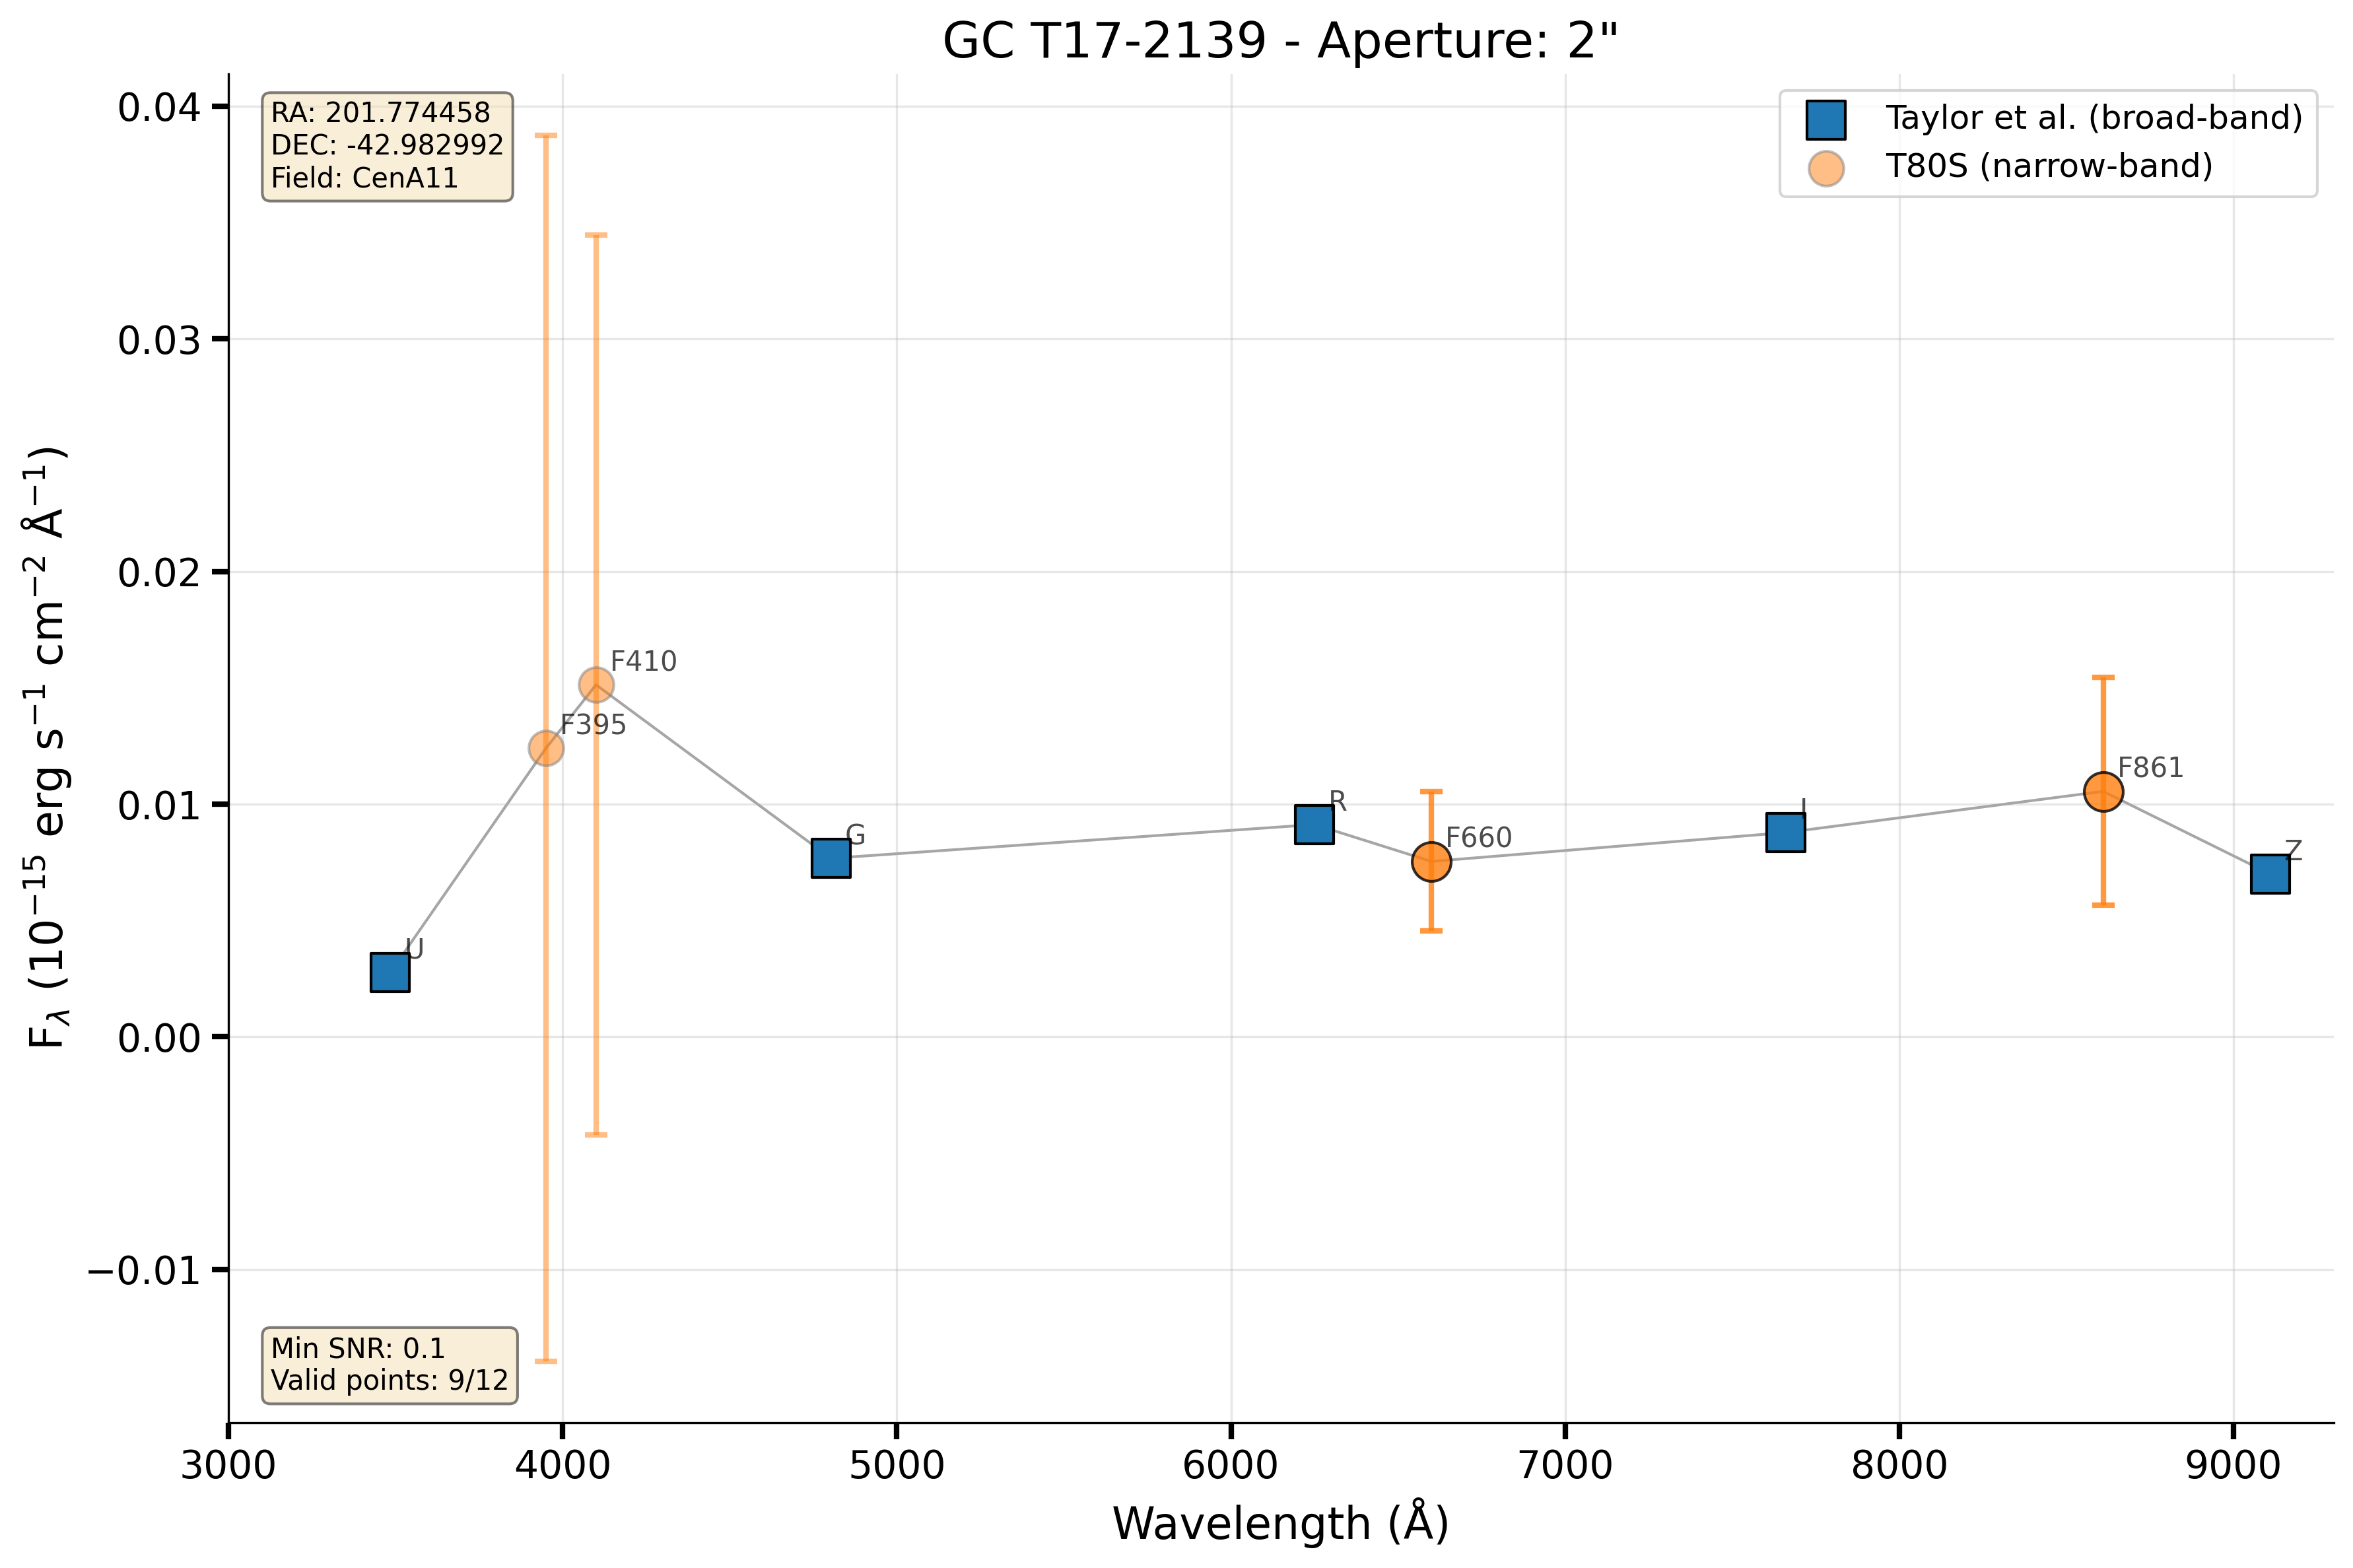 GC T17-2139 - Aperture: 2"
RA: 201.774458
DEC: -42.982992
Field: CenA11
Taylor et al. (broad-band)
T80S (narrow-band)
0.04
0.03
0.02
0.01
0.00
−0.01
F410
F395
R
F861
G
I
F660
Z
U
Min SNR: 0.1
Valid points: 9/12
3000 4000 5000 6000 7000 8000 9000
Wavelength (Å)
F_λ (10⁻¹⁵ erg s⁻¹ cm⁻² Å⁻¹)